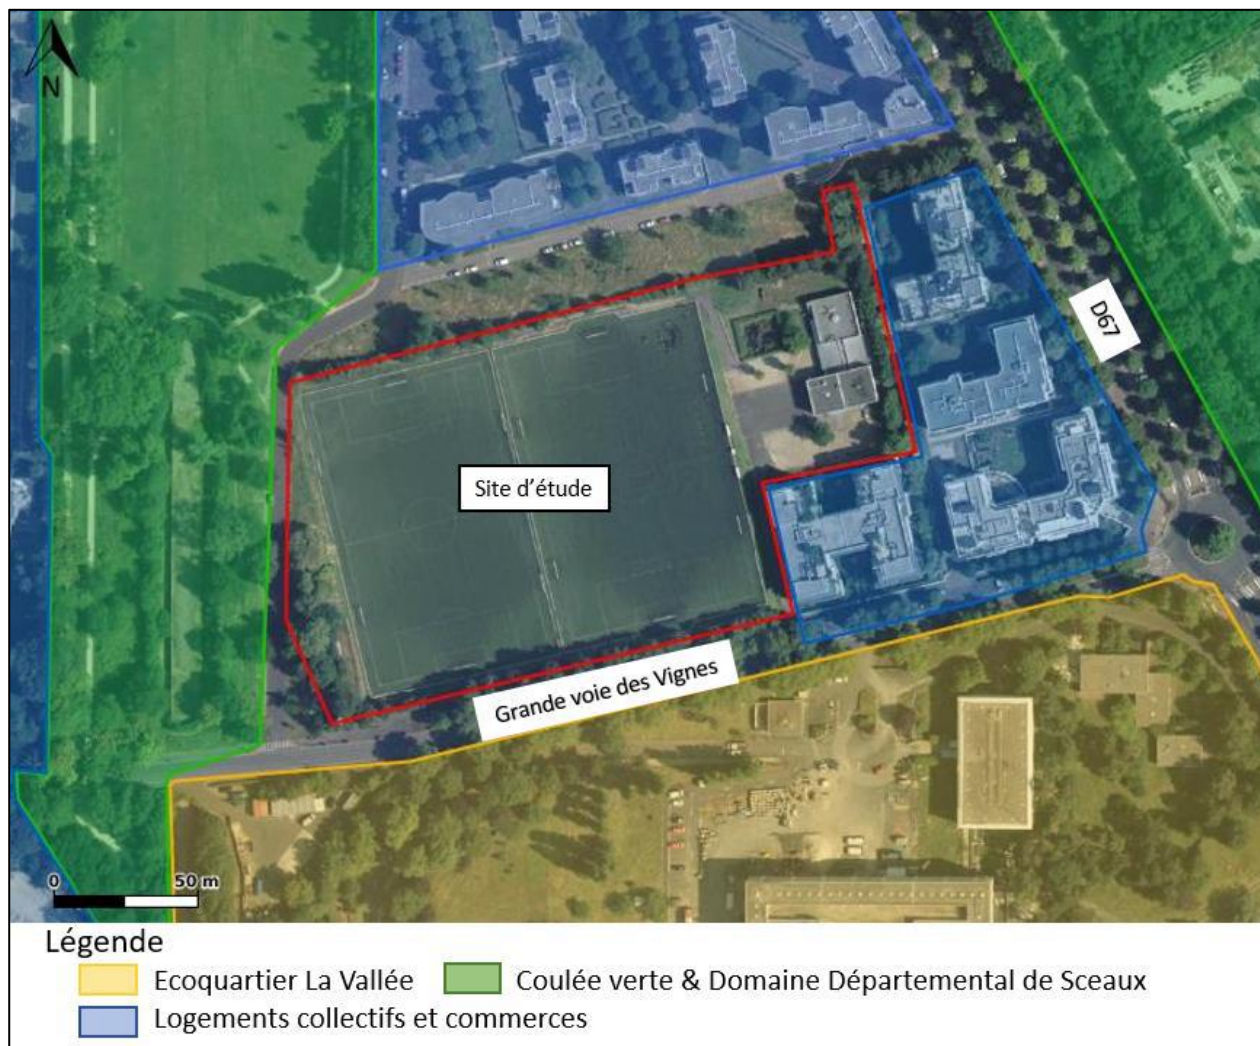 N
D67
Site d’étude
Grande voie des Vignes
0 50 m
Légende
Ecoquartier La Vallée
Coulée verte & Domaine Départemental de Sceaux
Logements collectifs et commerces